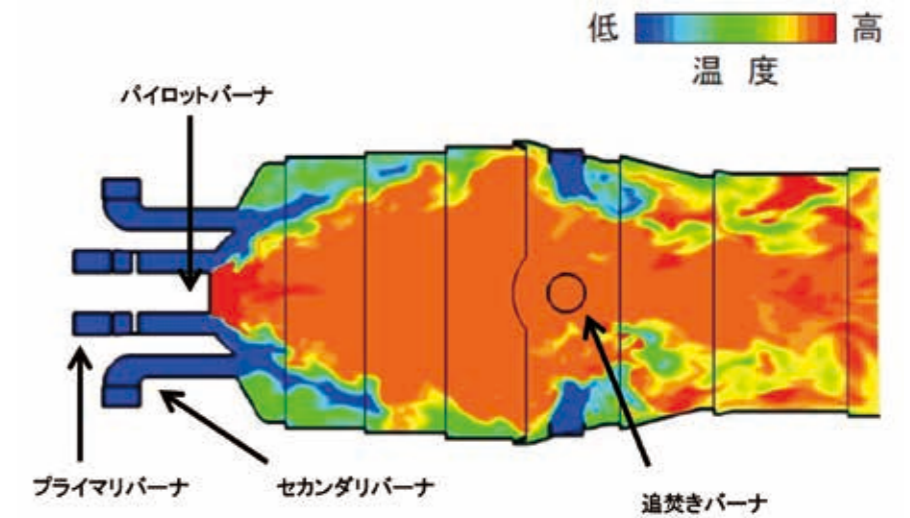 低 高
温 度
パイロットバーナ
プライマリバーナ
セカンダリバーナ
追焚きバーナ